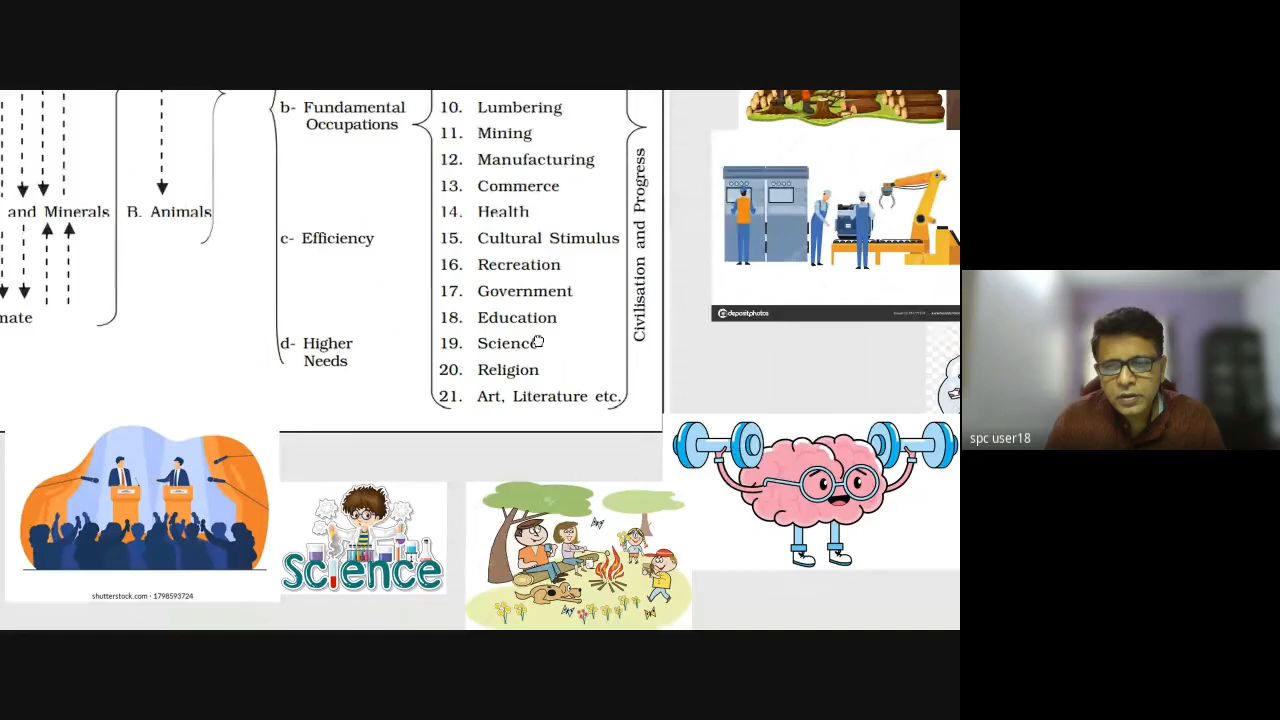 b- Fundamental
Occupations
10. Lumbering
11. Mining
12. Manufacturing
13. Commerce
and Minerals
B. Animals
14. Health
c- Efficiency
15. Cultural Stimulus
16. Recreation
17. Government
18. Education
d- Higher
Needs
19. Science
20. Religion
21. Art, Literature etc.
Civilisation and Progress
nate
depositphotos
spc user18
shutterstock.com · 1798593724
Science